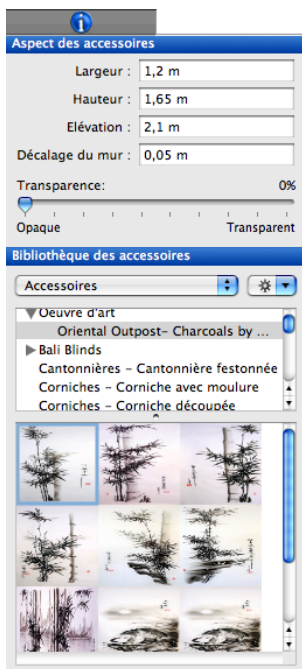 Aspect des accessoires
Largeur : 1,2 m
Hauteur : 1,65 m
Elévation : 2,1 m
Décalage du mur : 0,05 m
Transparence: 0%
Opaque Transparent
Bibliothèque des accessoires
Accessoires
Oeuvre d'art
Oriental Outpost- Charcoals by ...
Bali Blinds
Cantonnières - Cantonnière festonnée
Corniches - Corniche avec moulure
Corniches - Corniche découpée